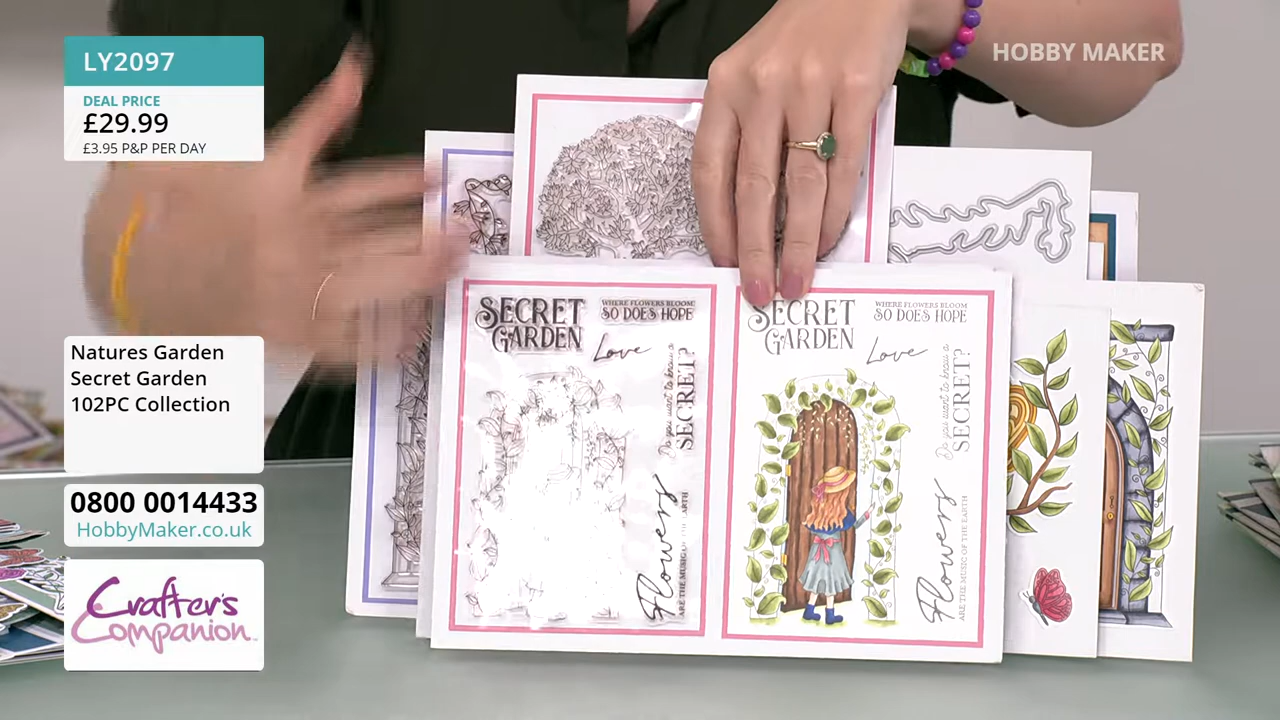 LY2097
DEAL PRICE
£29.99
£3.95 P&P PER DAY
HOBBY MAKER
Natures Garden
Secret Garden
102PC Collection
0800 0014433
HobbyMaker.co.uk
Crafter's
Companion
SECRET
GARDEN
WHERE FLOWERS BLOOM
SO DOES HOPE
Love
Do you want to know a
SECRET?
Flowers
ARE THE MUSIC OF THE EARTH
SECRET
GARDEN
WHERE FLOWERS BLOOM
SO DOES HOPE
Love
Do you want to know a
SECRET?
Flowers
ARE THE MUSIC OF THE EARTH